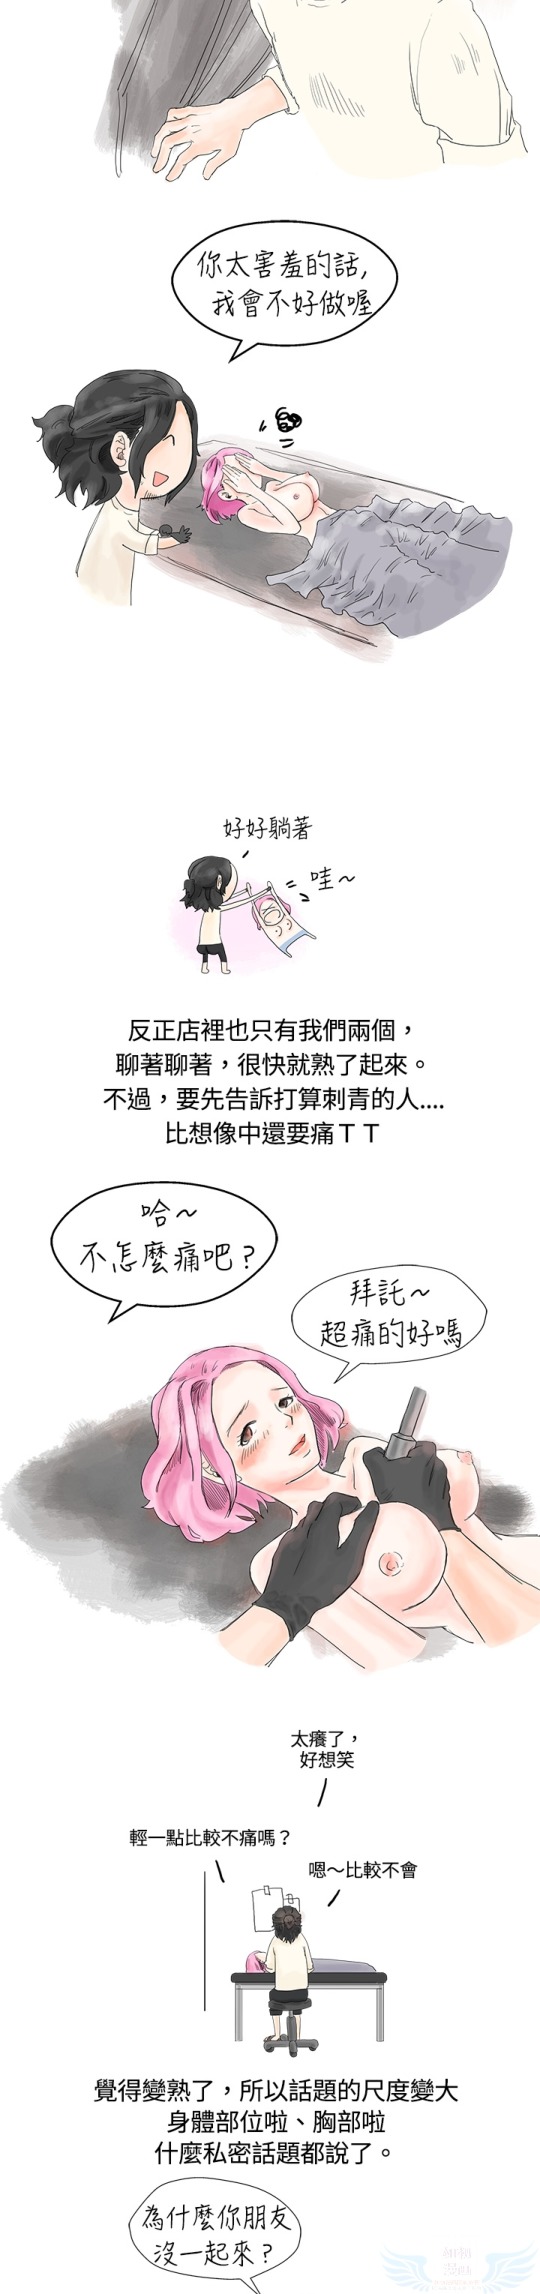 你太害羞的話,
我會不好做喔
好好躺著
哇～
反正店裡也只有我們兩個，
聊著聊著，很快就熟了起來。
不過，要先告訴打算刺青的人....
比想像中還要痛ＴＴ
哈～
不怎麼痛吧？
拜託～
超痛的好嗎
太癢了，
好想笑
輕一點比較不痛嗎？
嗯～比較不會
覺得變熟了，所以話題的尺度變大
身體部位啦、胸部啦
什麼私密話題都說了。
為什麼你朋友
沒一起來？